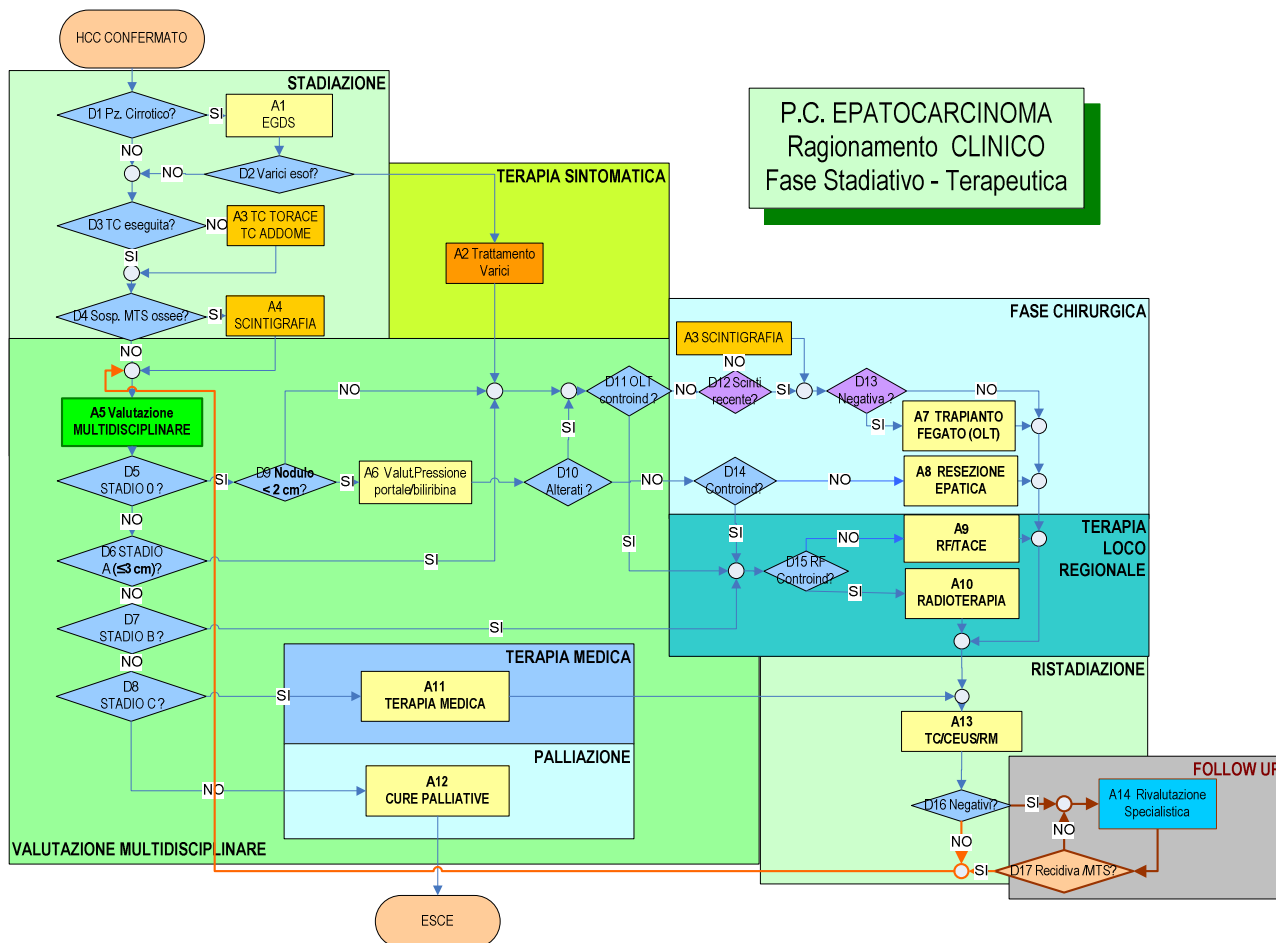 HCC CONFERMATO
STADIAZIONE
D1 Pz. Cirrotico?
SI
A1
EGDS
NO
D2 Varici esof?
NO
D3 TC eseguita?
NO
A3 TC TORACE
TC ADDOME
SI
D4 Sosp. MTS ossee?
SI
A4
SCINTIGRAFIA
NO
TERAPIA SINTOMATICA
A2 Trattamento
Varici
P.C. EPATOCARCINOMA
Ragionamento CLINICO
Fase Stadiativo - Terapeutica
A5 Valutazione
MULTIDISCIPLINARE
D5
STADIO 0 ?
SI
D9 Nodulo
< 2 cm?
NO
SI
A6 Valut.Pressione
portale/biliribina
D10
Alterati ?
SI
NO
NO
D6 STADIO
A (≤3 cm)?
SI
NO
D7
STADIO B ?
SI
NO
D8
STADIO C ?
SI
NO
TERAPIA MEDICA
A11
TERAPIA MEDICA
PALLIAZIONE
A12
CURE PALLIATIVE
VALUTAZIONE MULTIDISCIPLINARE
ESCE
FASE CHIRURGICA
A3 SCINTIGRAFIA
NO
D11 OLT
controind.?
NO
SI
D12 Scinti
recente?
SI
D13
Negativa ?
NO
SI
A7 TRAPIANTO
FEGATO (OLT)
D14
Controind?
NO
SI
A8 RESEZIONE
EPATICA
TERAPIA
LOCO
REGIONALE
D15 RF
Controind?
NO
A9
RF/TACE
SI
A10
RADIOTERAPIA
RISTADIAZIONE
A13
TC/CEUS/RM
D16 Negativi?
SI
NO
FOLLOW UP
A14 Rivalutazione
Specialistica
NO
D17 Recidiva /MTS?
SI